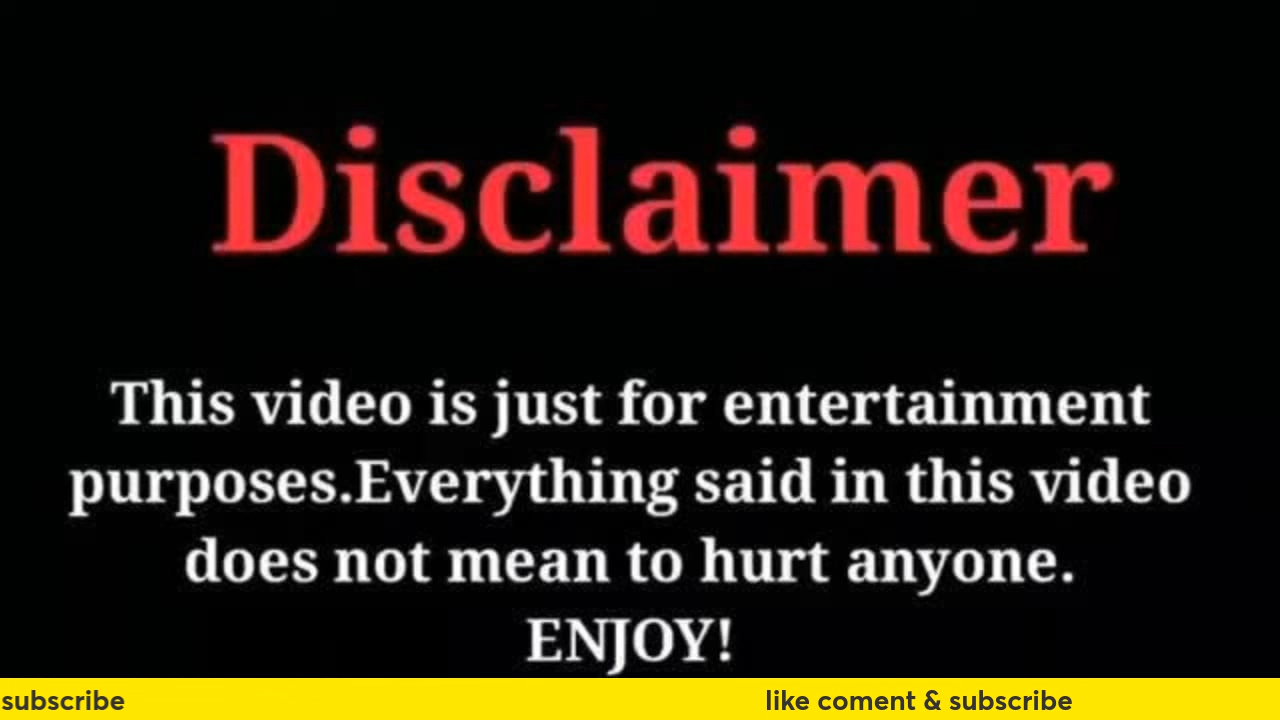 Disclaimer
This video is just for entertainment
purposes.Everything said in this video
does not mean to hurt anyone.
ENJOY!
subscribe
like coment & subscribe